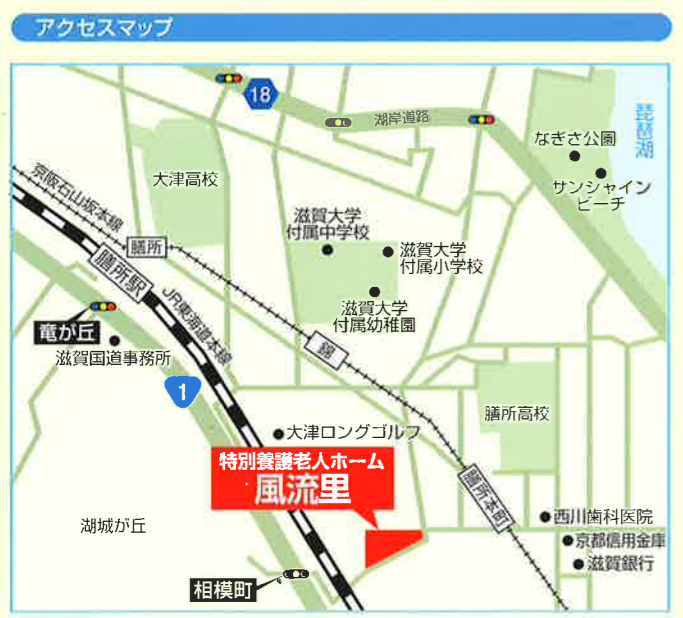 アクセスマップ
18
湖岸道路
琵琶湖
なぎさ公園
サンシャイン
ビーチ
大津高校
京阪石山坂本線
膳所
膳所駅
滋賀大学
付属中学校
滋賀大学
付属小学校
滋賀大学
付属幼稚園
JR東海道本線
竜が丘
滋賀国道事務所
錦
1
膳所高校
大津ロングゴルフ
特別養護老人ホーム
風流里
膳所本町
湖城が丘
西川歯科医院
京都信用金庫
滋賀銀行
相模町